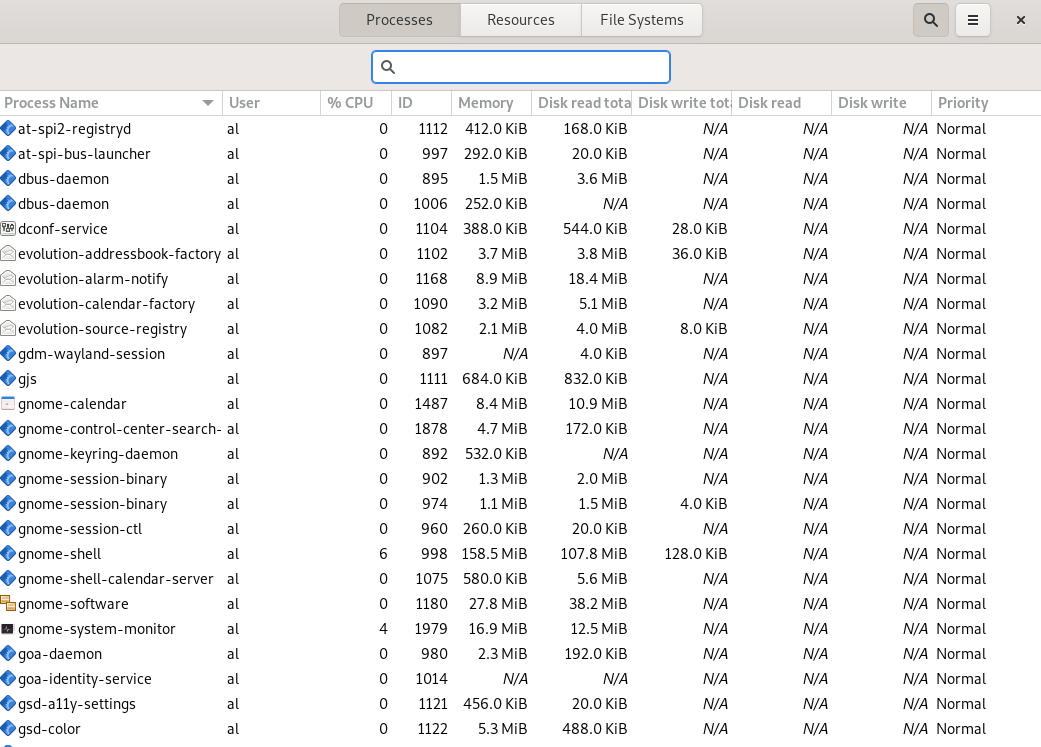 Processes Resources File Systems
Process Name User % CPU ID Memory Disk read tota Disk write tota Disk read Disk write Priority
at-spi2-registryd al 0 1112 412.0 KiB 168.0 KiB N/A N/A N/A Normal
at-spi-bus-launcher al 0 997 292.0 KiB 20.0 KiB N/A N/A N/A Normal
dbus-daemon al 0 895 1.5 MiB 3.6 MiB N/A N/A N/A Normal
dbus-daemon al 0 1006 252.0 KiB N/A N/A N/A N/A Normal
dconf-service al 0 1104 388.0 KiB 544.0 KiB 28.0 KiB N/A N/A Normal
evolution-addressbook-factory al 0 1102 3.7 MiB 3.8 MiB 36.0 KiB N/A N/A Normal
evolution-alarm-notify al 0 1168 8.9 MiB 18.4 MiB N/A N/A N/A Normal
evolution-calendar-factory al 0 1090 3.2 MiB 5.1 MiB N/A N/A N/A Normal
evolution-source-registry al 0 1082 2.1 MiB 4.0 MiB 8.0 KiB N/A N/A Normal
gdm-wayland-session al 0 897 N/A 4.0 KiB N/A N/A N/A Normal
gjs al 0 1111 684.0 KiB 832.0 KiB N/A N/A N/A Normal
gnome-calendar al 0 1487 8.4 MiB 10.9 MiB N/A N/A N/A Normal
gnome-control-center-search- al 0 1878 4.7 MiB 172.0 KiB N/A N/A N/A Normal
gnome-keyring-daemon al 0 892 532.0 KiB N/A N/A N/A N/A Normal
gnome-session-binary al 0 902 1.3 MiB 2.0 MiB N/A N/A N/A Normal
gnome-session-binary al 0 974 1.1 MiB 1.5 MiB 4.0 KiB N/A N/A Normal
gnome-session-ctl al 0 960 260.0 KiB 20.0 KiB N/A N/A N/A Normal
gnome-shell al 6 998 158.5 MiB 107.8 MiB 128.0 KiB N/A N/A Normal
gnome-shell-calendar-server al 0 1075 580.0 KiB 5.6 MiB N/A N/A N/A Normal
gnome-software al 0 1180 27.8 MiB 38.2 MiB N/A N/A N/A Normal
gnome-system-monitor al 4 1979 16.9 MiB 12.5 MiB N/A N/A N/A Normal
goa-daemon al 0 980 2.3 MiB 192.0 KiB N/A N/A N/A Normal
goa-identity-service al 0 1014 N/A N/A N/A N/A N/A Normal
gsd-a11y-settings al 0 1121 456.0 KiB 20.0 KiB N/A N/A N/A Normal
gsd-color al 0 1122 5.3 MiB 488.0 KiB N/A N/A N/A Normal